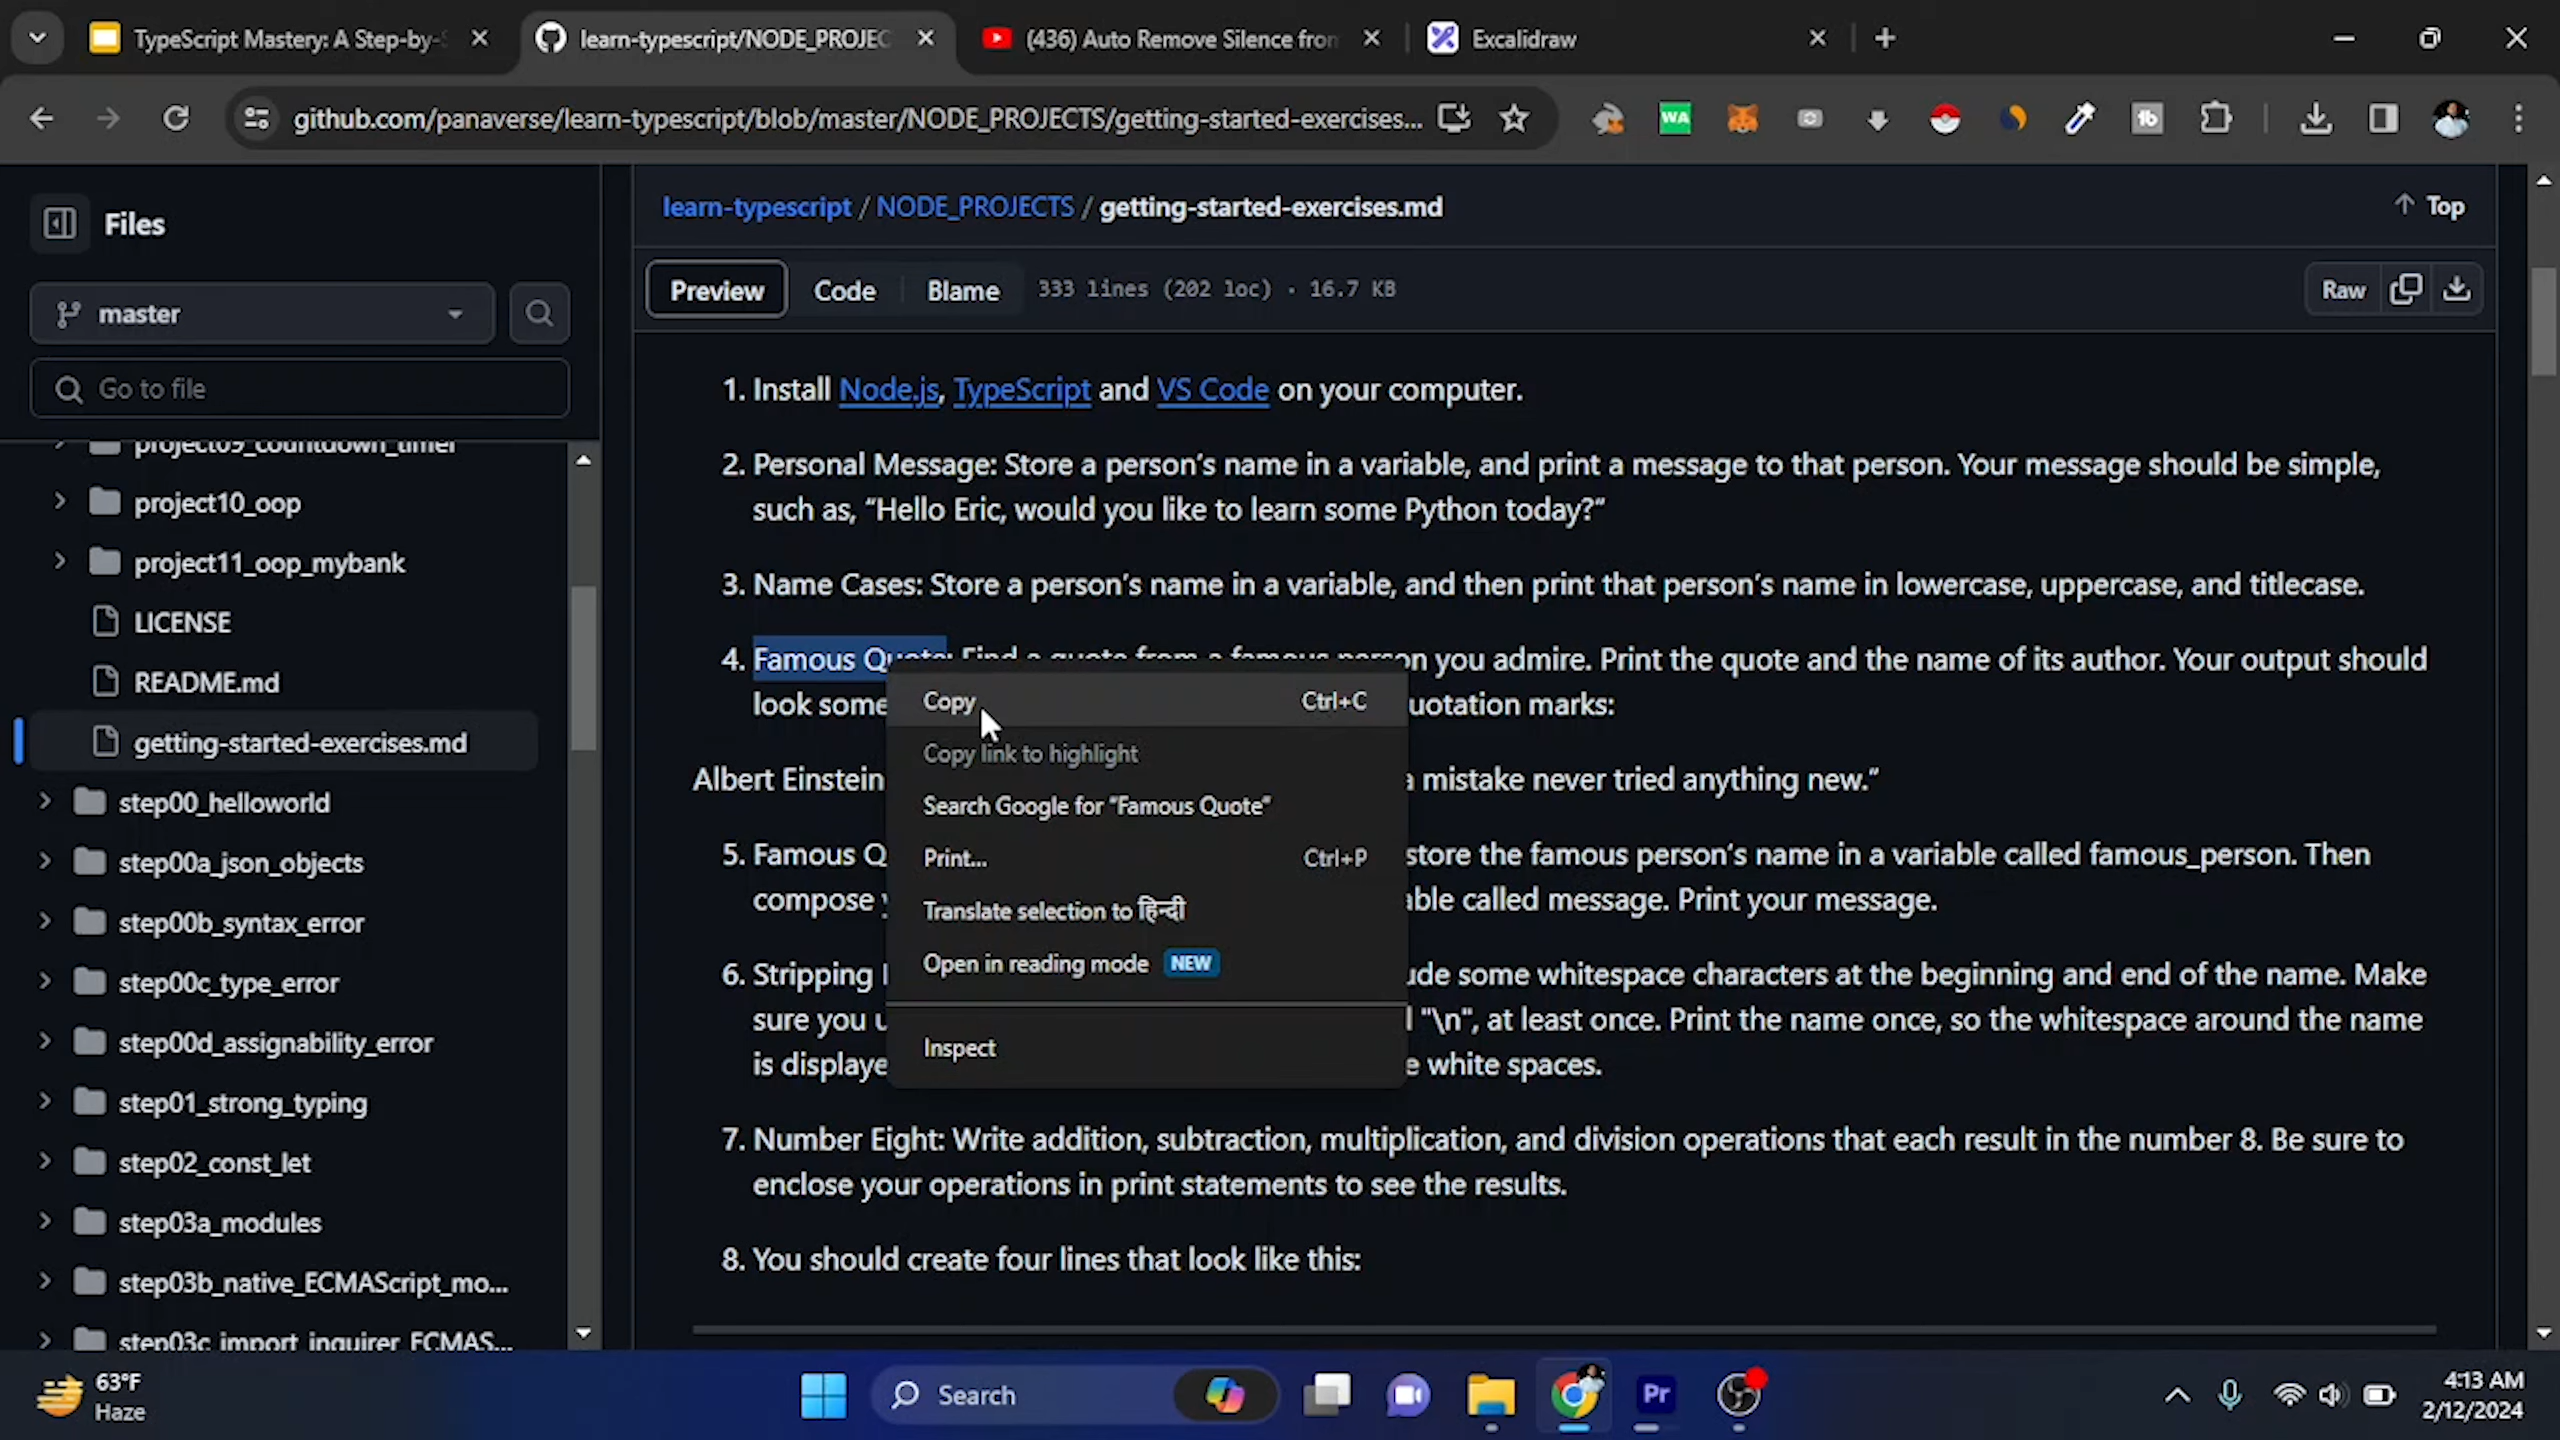 TypeScript Mastery: A Step-by-S
learn-typescript/NODE_PROJEC
(436) Auto Remove Silence from
Excalidraw
github.com/panaverse/learn-typescript/blob/master/NODE_PROJECTS/getting-started-exercises...
WA
Files
master
Go to file
project09_countdown_timer
project10_oop
project11_oop_mybank
LICENSE
README.md
getting-started-exercises.md
step00_helloworld
step00a_json_objects
step00b_syntax_error
step00c_type_error
step00d_assignability_error
step01_strong_typing
step02_const_let
step03a_modules
step03b_native_ECMAScript_mo...
step03c_import_inquirer_ECMAS...
learn-typescript / NODE_PROJECTS / getting-started-exercises.md
Top
Preview Code Blame 333 lines (202 loc) · 16.7 KB
Raw
1. Install Node.js, TypeScript and VS Code on your computer.
2. Personal Message: Store a person’s name in a variable, and print a message to that person. Your message should be simple,
such as, “Hello Eric, would you like to learn some Python today?”
3. Name Cases: Store a person’s name in a variable, and then print that person’s name in lowercase, uppercase, and titlecase.
4. Famous Quote: Find a quote from a famous person you admire. Print the quote and the name of its author. Your output should
look some uotation marks:
Albert Einstein a mistake never tried anything new.”
5. Famous Q store the famous person’s name in a variable called famous_person. Then
compose y ble called message. Print your message.
6. Stripping ude some whitespace characters at the beginning and end of the name. Make
sure you u "\n", at least once. Print the name once, so the whitespace around the name
is displaye e white spaces.
7. Number Eight: Write addition, subtraction, multiplication, and division operations that each result in the number 8. Be sure to
enclose your operations in print statements to see the results.
8. You should create four lines that look like this:
Copy Ctrl+C
Copy link to highlight
Search Google for “Famous Quote”
Print... Ctrl+P
Translate selection to हिन्दी
Open in reading mode NEW
Inspect
63°F
Haze
Search
Pr
4:13 AM
2/12/2024